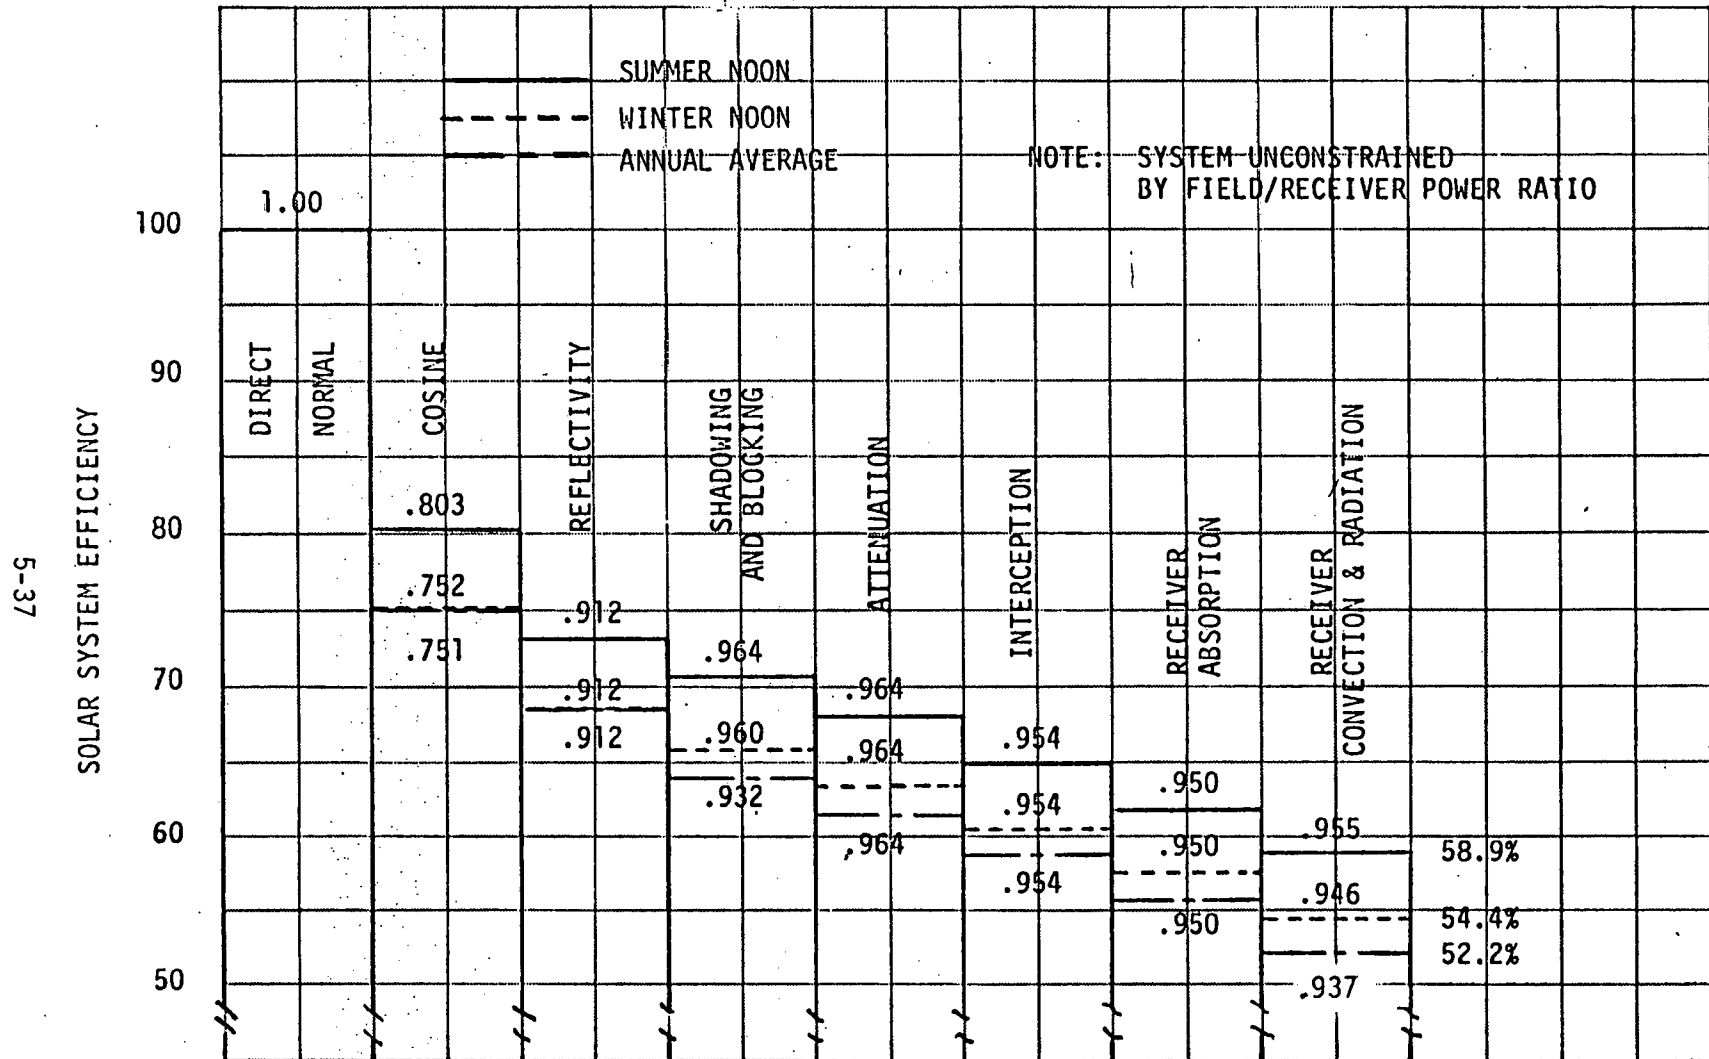 SUMMER NOON
WINTER NOON
ANNUAL AVERAGE
NOTE: SYSTEM UNCONSTRAINED
BY FIELD/RECEIVER POWER RATIO
SOLAR SYSTEM EFFICIENCY
100
90
80
70
60
50
1.00
DIRECT
NORMAL
COSINE
.803
.752
.751
REFLECTIVITY
.912
.912
.912
SHADOWING
AND BLOCKING
.964
.960
.932
ATTENUATION
.964
.964
.964
INTERCEPTION
.954
.954
.954
RECEIVER
ABSORPTION
.950
.950
.950
RECEIVER
CONVECTION & RADIATION
.955
.946
.937
58.9%
54.4%
52.2%
5-37